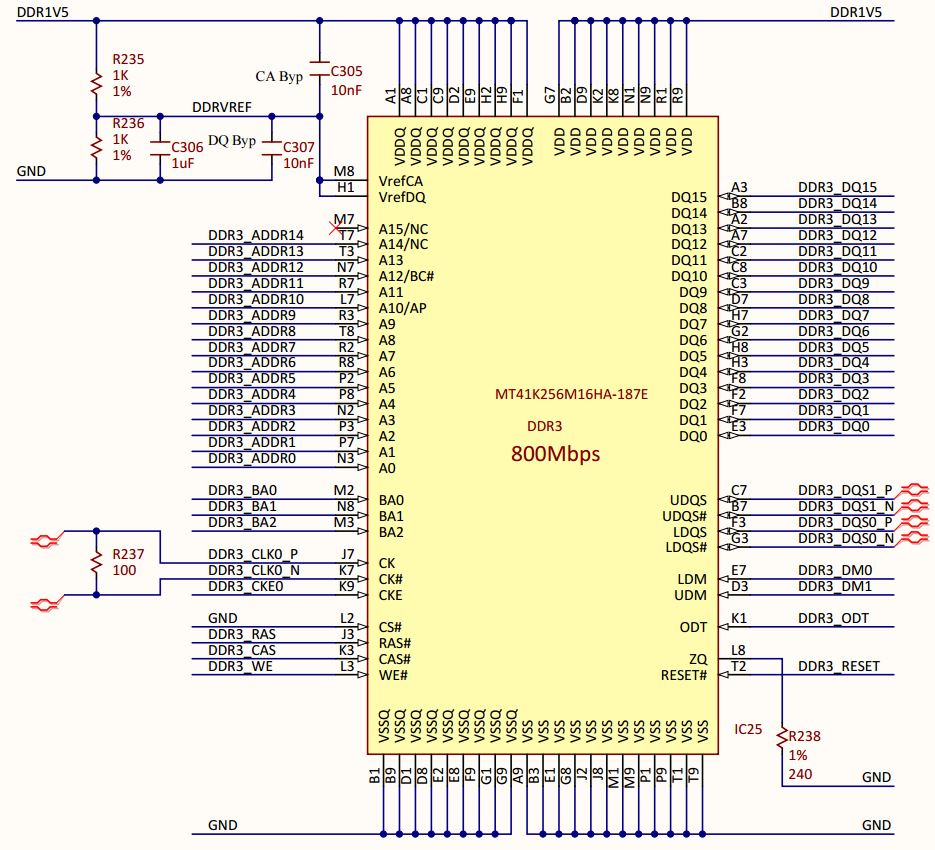 DDR1V5
DDR1V5
R235
1K
1%
CA Byp
C305
10nF
DDRVREF
R236
1K
1%
C306
1uF
DQ Byp
C307
10nF
GND
A1 A8 C1 C9 D2 E9 H2 H9 F1
G7 B2 D9 K2 K8 N1 N9 R1 R9
VDDQ VDDQ VDDQ VDDQ VDDQ VDDQ VDDQ VDDQ VDDQ
VDD VDD VDD VDD VDD VDD VDD VDD VDD
M8 VrefCA
H1 VrefDQ
M7 A15/NC
DDR3_ADDR14 T7 A14/NC
DDR3_ADDR13 T3 A13
DDR3_ADDR12 N7 A12/BC#
DDR3_ADDR11 R7 A11
DDR3_ADDR10 L7 A10/AP
DDR3_ADDR9 R3 A9
DDR3_ADDR8 T8 A8
DDR3_ADDR7 R2 A7
DDR3_ADDR6 R8 A6
DDR3_ADDR5 P2 A5
DDR3_ADDR4 P8 A4
DDR3_ADDR3 N2 A3
DDR3_ADDR2 P3 A2
DDR3_ADDR1 P7 A1
DDR3_ADDR0 N3 A0
DDR3_BA0 M2 BA0
DDR3_BA1 N8 BA1
DDR3_BA2 M3 BA2
R237
100
DDR3_CLK0_P J7 CK
DDR3_CLK0_N K7 CK#
DDR3_CKE0 K9 CKE
GND L2 CS#
DDR3_RAS J3 RAS#
DDR3_CAS K3 CAS#
DDR3_WE L3 WE#
MT41K256M16HA-187E
DDR3
800Mbps
DQ15 A3 DDR3_DQ15
DQ14 B8 DDR3_DQ14
DQ13 A2 DDR3_DQ13
DQ12 A7 DDR3_DQ12
DQ11 C2 DDR3_DQ11
DQ10 C8 DDR3_DQ10
DQ9 C3 DDR3_DQ9
DQ8 D7 DDR3_DQ8
DQ7 H7 DDR3_DQ7
DQ6 G2 DDR3_DQ6
DQ5 H8 DDR3_DQ5
DQ4 H3 DDR3_DQ4
DQ3 F8 DDR3_DQ3
DQ2 F2 DDR3_DQ2
DQ1 F7 DDR3_DQ1
DQ0 E3 DDR3_DQ0
UDQS C7 DDR3_DQS1_P
UDQS# B7 DDR3_DQS1_N
LDQS F3 DDR3_DQS0_P
LDQS# G3 DDR3_DQS0_N
LDM E7 DDR3_DM0
UDM D3 DDR3_DM1
ODT K1 DDR3_ODT
ZQ L8
RESET# T2 DDR3_RESET
IC25
R238
1%
240
GND
VSSQ VSSQ VSSQ VSSQ VSSQ VSSQ VSSQ VSSQ VSSQ VSS VSS VSS VSS VSS VSS VSS VSS VSS VSS VSS VSS
B1 B9 D1 D8 E2 E8 F9 G1 G9 A9 B3 E1 G8 J2 J8 M1 M9 P1 P9 T1 T9
GND
GND